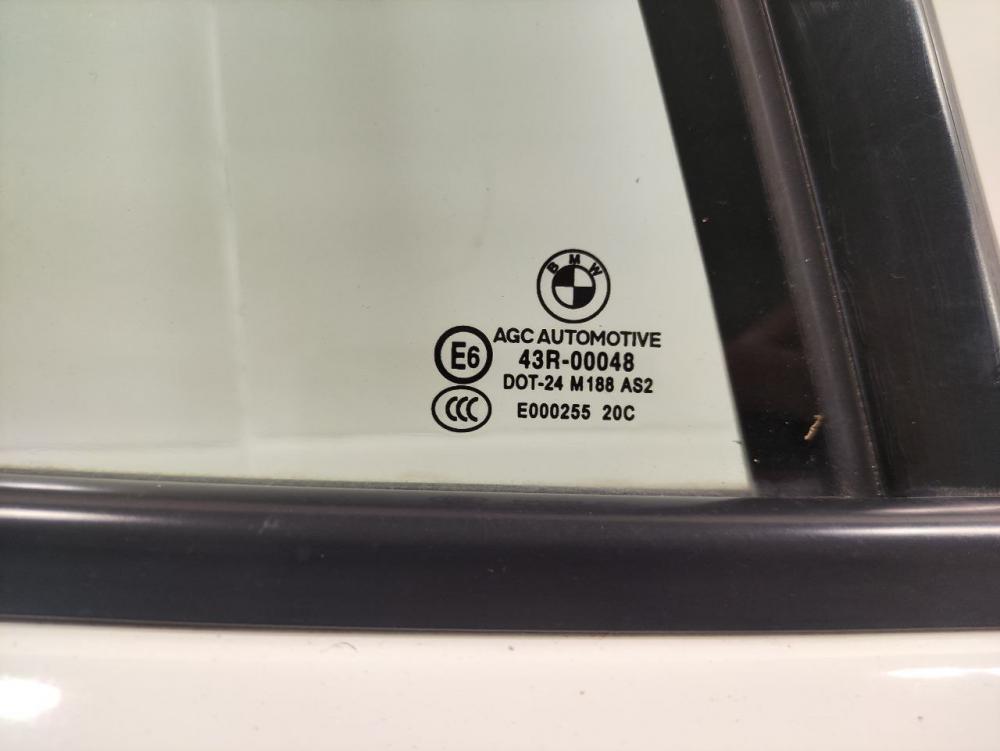 BMW
AGC AUTOMOTIVE
E6 43R-00048
DOT-24 M188 AS2
CCC E000255 20C